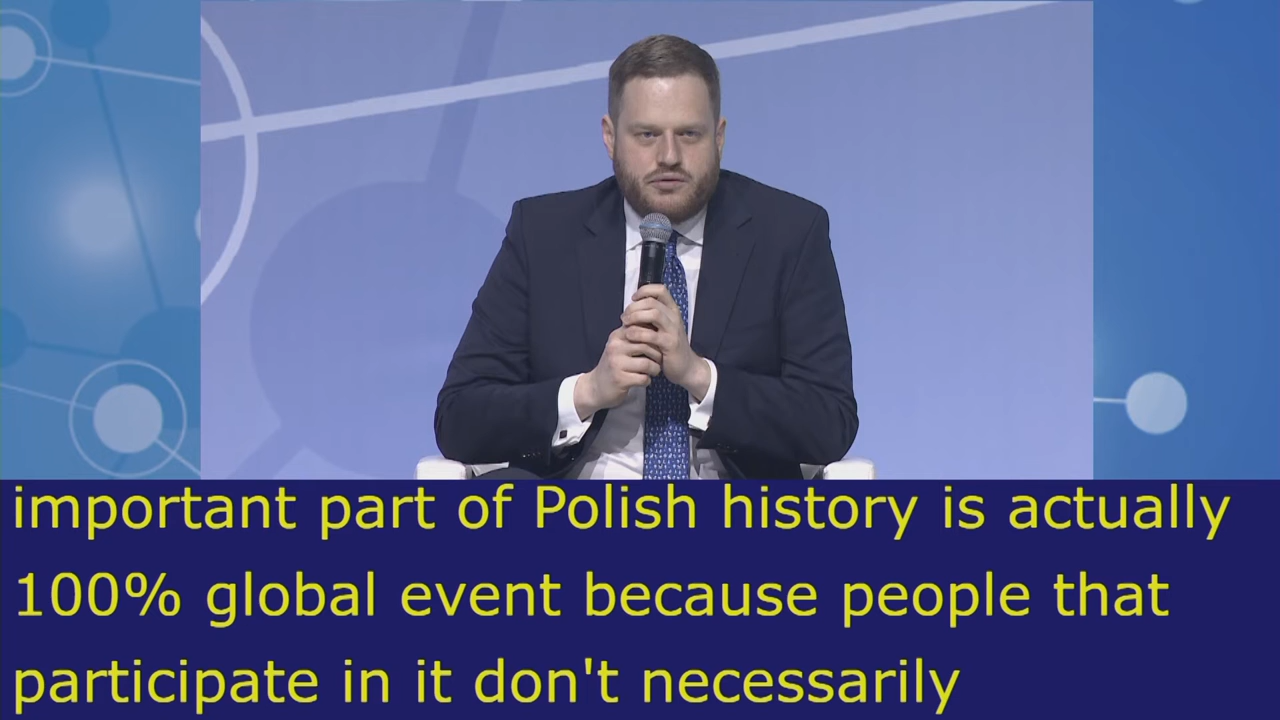 important part of Polish history is actually
100% global event because people that
participate in it don't necessarily